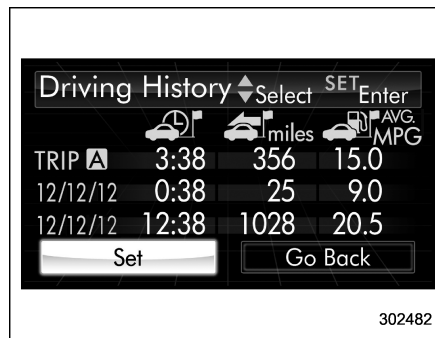 Driving History Select SET Enter
miles AVG. MPG
TRIP A 3:38 356 15.0
12/12/12 0:38 25 9.0
12/12/12 12:38 1028 20.5
Set Go Back
302482